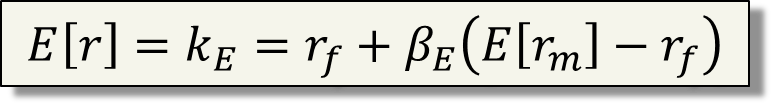 E[r] = k_E = r_f + β_E(E[r_m] − r_f)